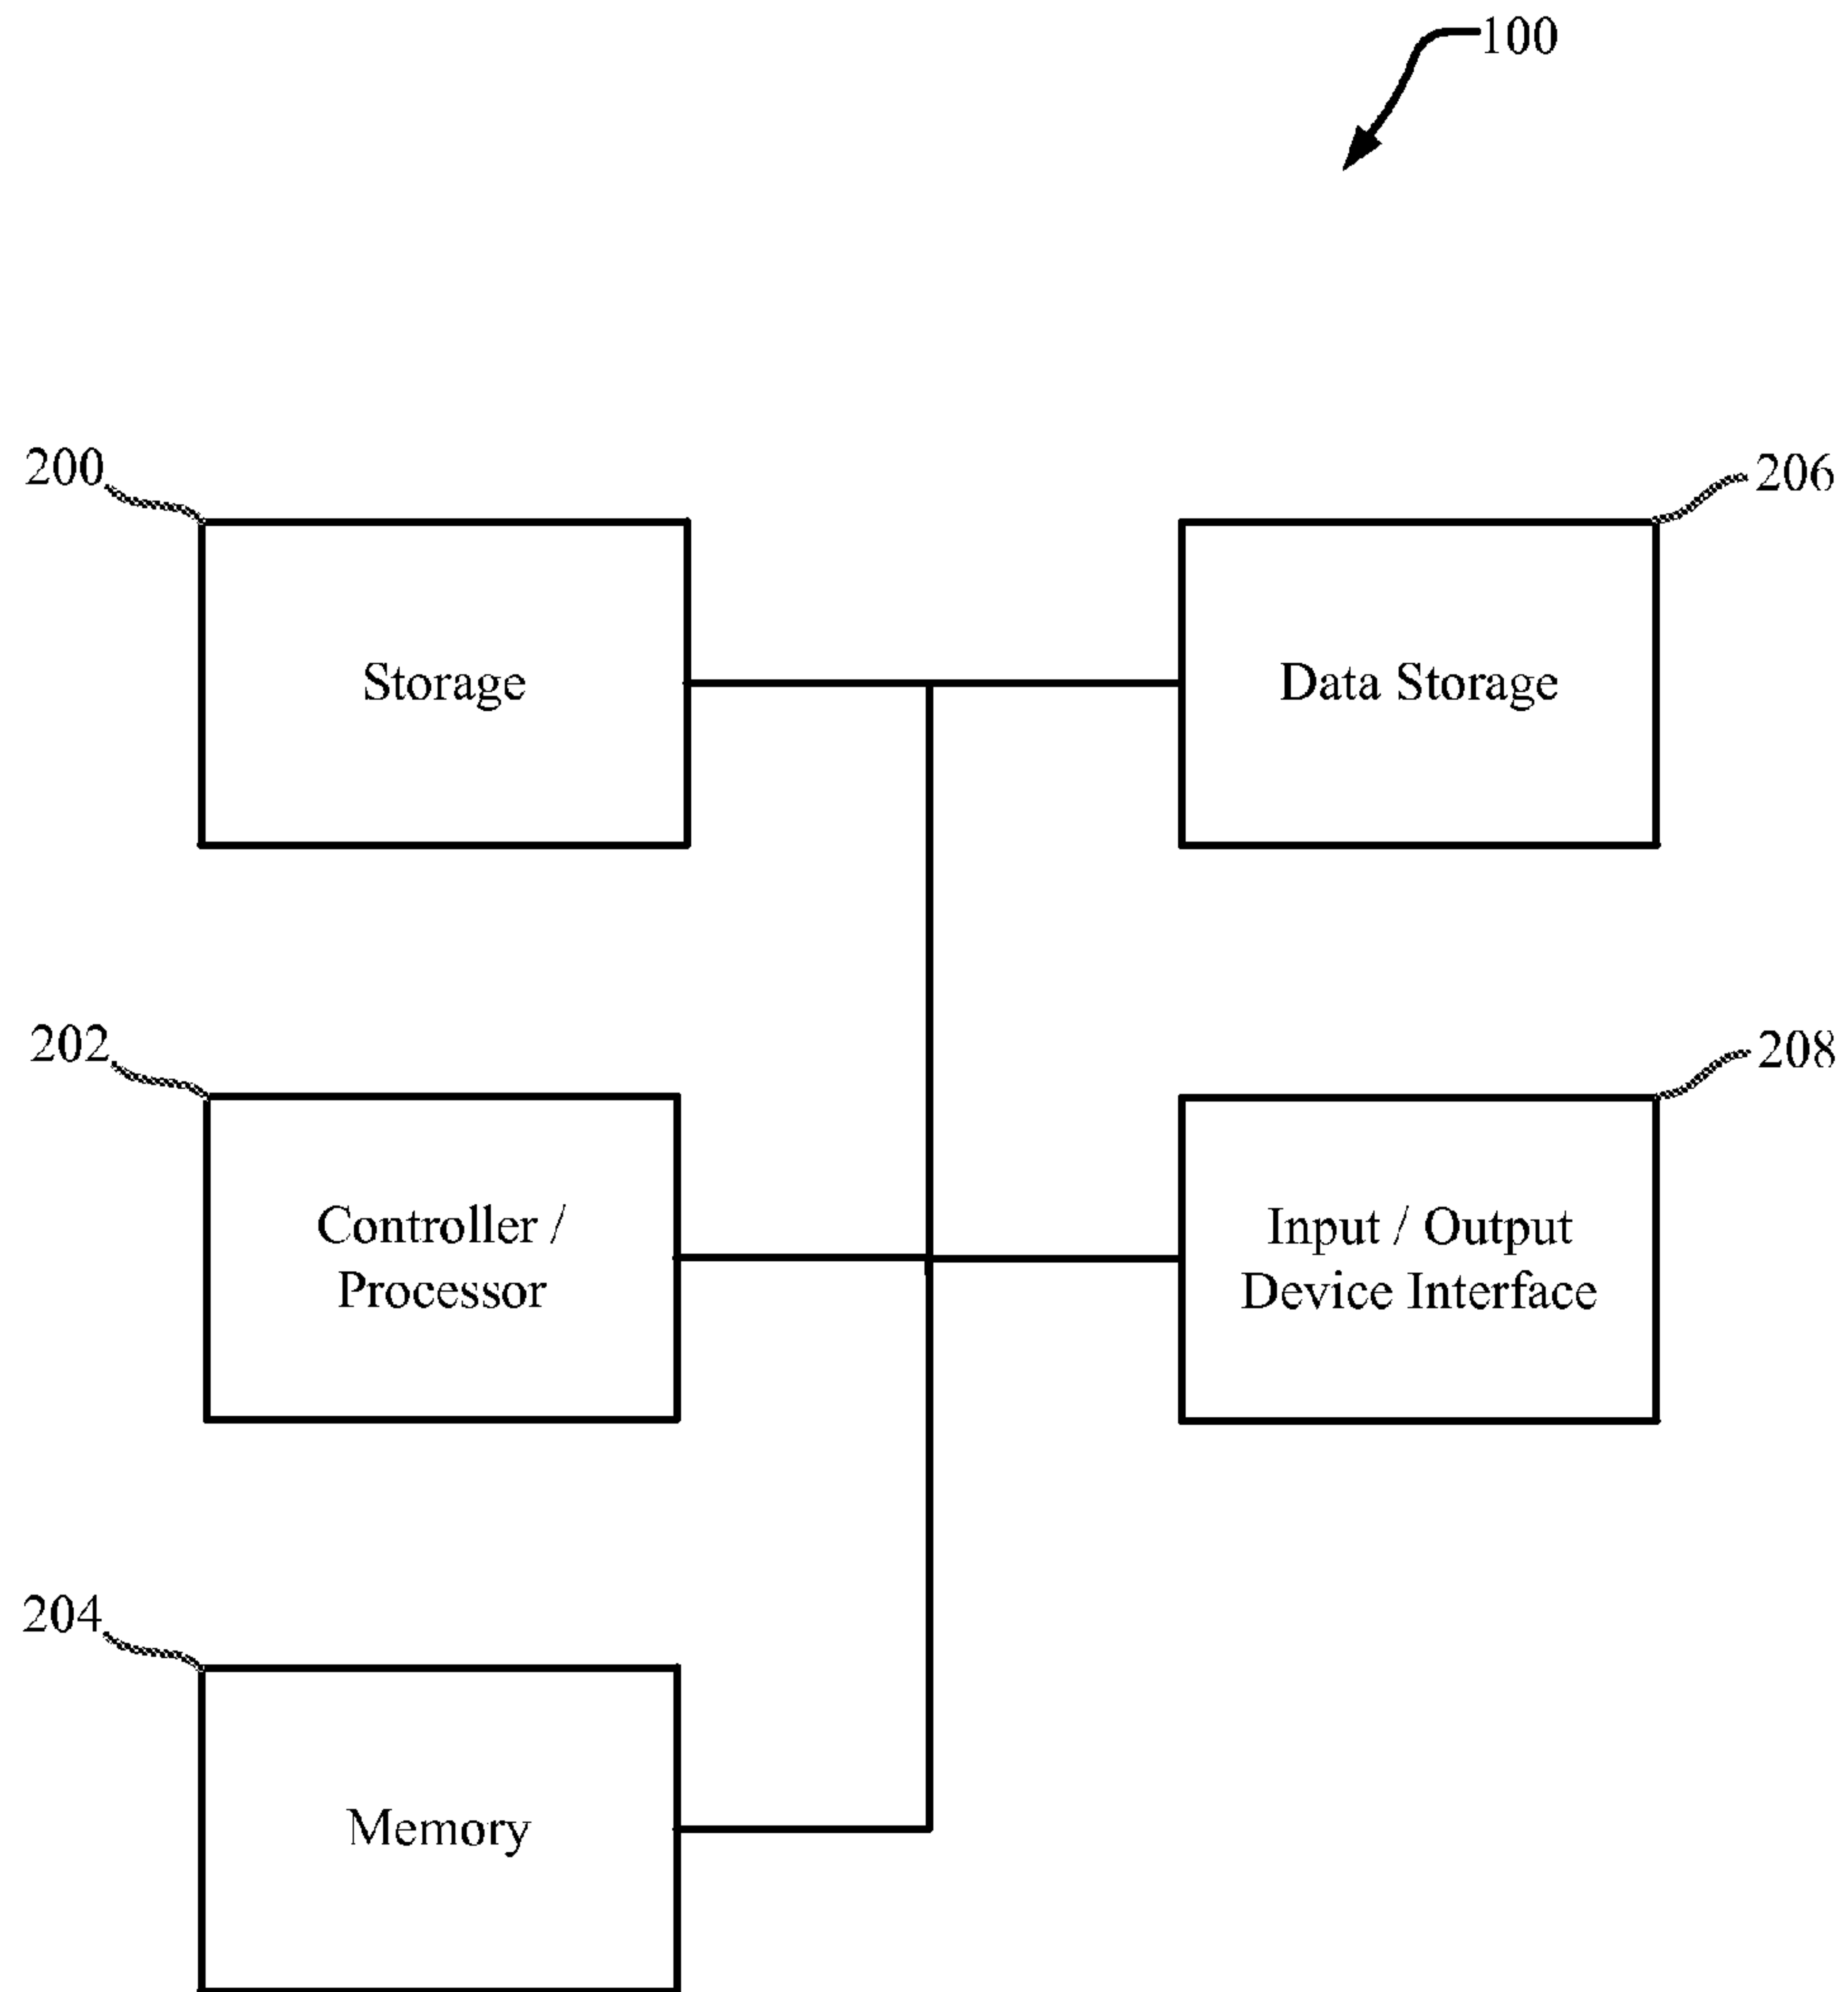 100
200
206
Storage
Data Storage
202
208
Controller /
Processor
Input / Output
Device Interface
204
Memory